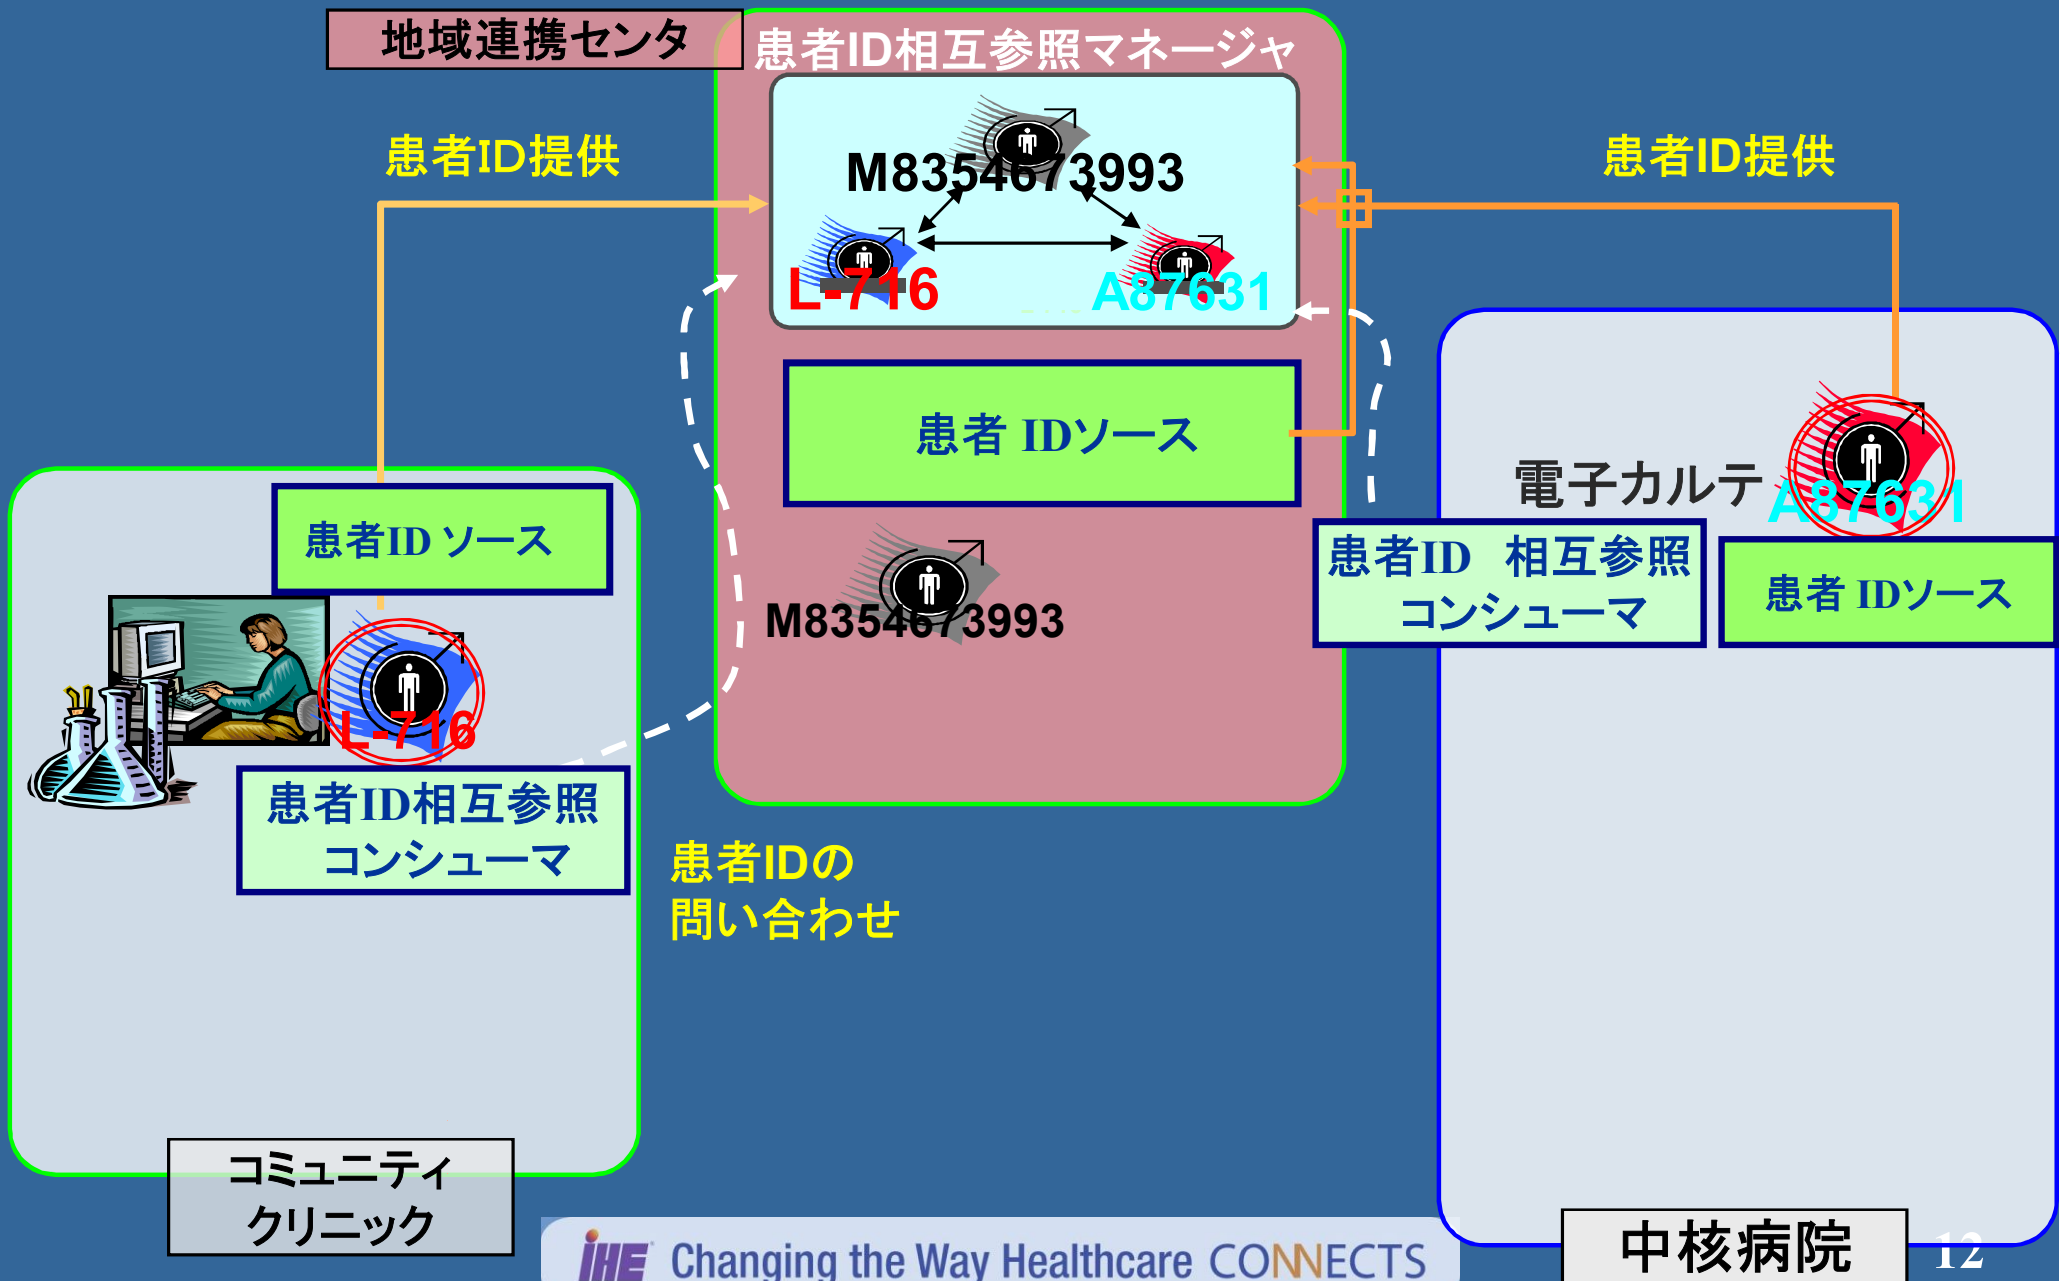 地域連携センタ
患者ID相互参照マネージャ
患者ID提供
患者ID提供
M8354673993
L-716
A87631
患者 IDソース
電子カルテ
A87631
患者ID ソース
患者ID 相互参照
コンシューマ
患者 IDソース
M8354673993
L-716
患者ID相互参照
コンシューマ
患者IDの
問い合わせ
コミュニティ
クリニック
中核病院
12
IHE Changing the Way Healthcare CONNECTS